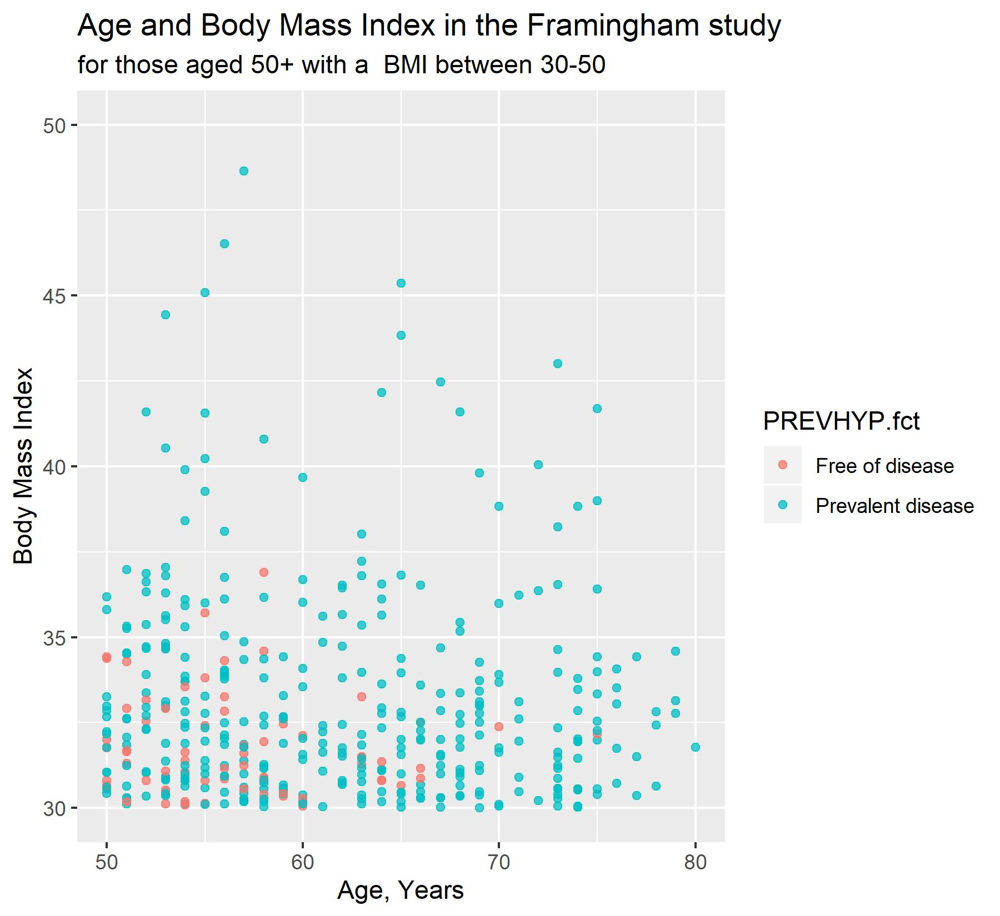 Age and Body Mass Index in the Framingham study
for those aged 50+ with a  BMI between 30-50
50
45
40
35
30
Body Mass Index
50 60 70 80
Age, Years
PREVHYP.fct
Free of disease
Prevalent disease